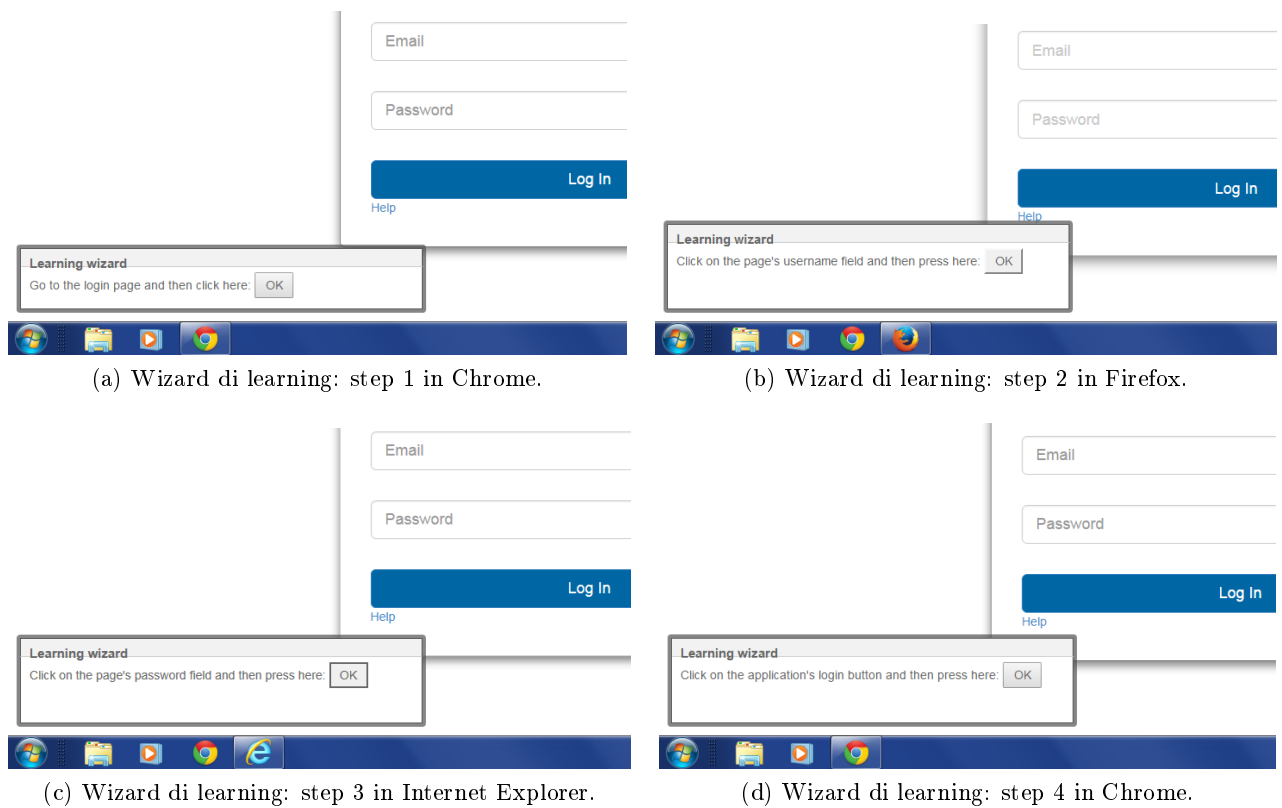 Email
Password
Log In
Help
Learning wizard
Go to the login page and then click here: OK
(a) Wizard di learning: step 1 in Chrome.
Email
Password
Log In
Help
Learning wizard
Click on the page's username field and then press here: OK
(b) Wizard di learning: step 2 in Firefox.
Email
Password
Log In
Help
Learning wizard
Click on the page's password field and then press here: OK
(c) Wizard di learning: step 3 in Internet Explorer.
Email
Password
Log In
Help
Learning wizard
Click on the application's login button and then press here: OK
(d) Wizard di learning: step 4 in Chrome.